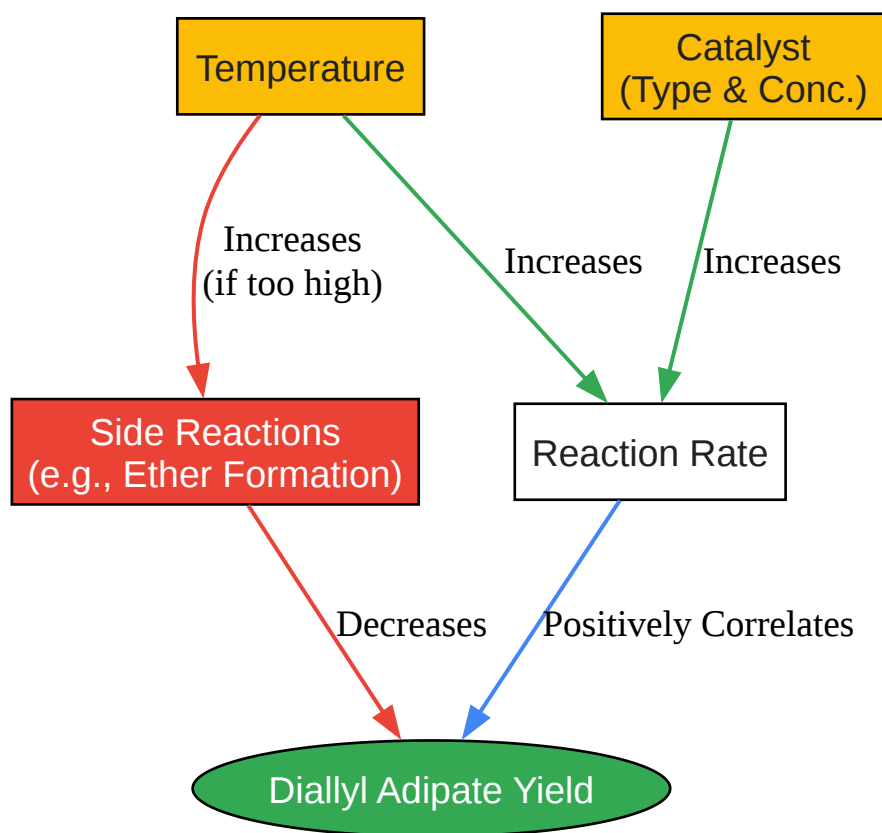 Temperature
Catalyst
(Type & Conc.)
Increases
(if too high)
Increases
Increases
Side Reactions
(e.g., Ether Formation)
Reaction Rate
Decreases
Positively Correlates
Diallyl Adipate Yield